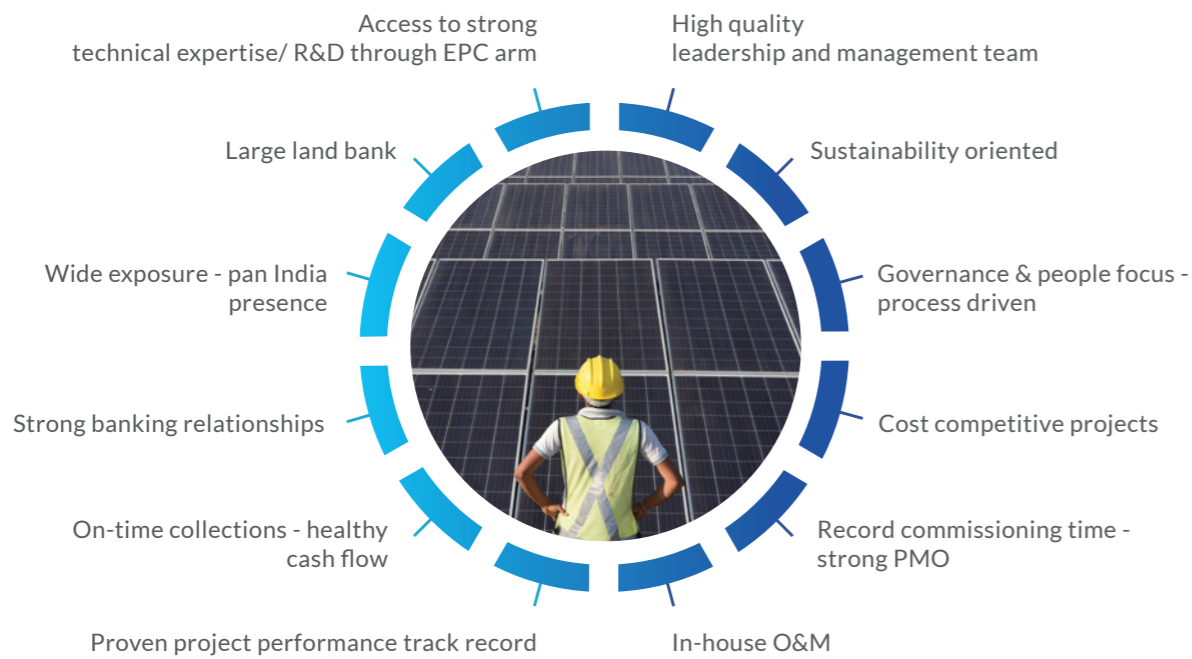 Access to strong
technical expertise/ R&D through EPC arm
High quality
leadership and management team
Large land bank
Sustainability oriented
Wide exposure - pan India
presence
Governance & people focus -
process driven
Strong banking relationships
Cost competitive projects
On-time collections - healthy
cash flow
Record commissioning time -
strong PMO
Proven project performance track record
In-house O&M